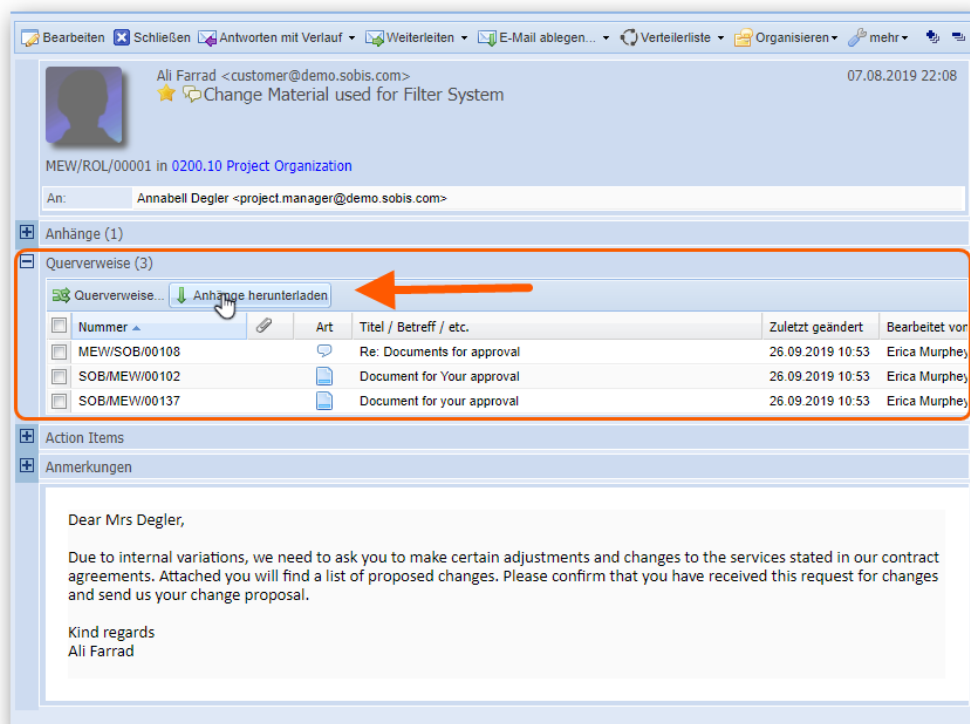 Bearbeiten Schließen Antworten mit Verlauf Weiterleiten E-Mail ablegen... Verteilerliste Organisieren mehr
Ali Farrad <customer@demo.sobis.com> 07.08.2019 22:08
Change Material used for Filter System
MEW/ROL/00001 in 0200.10 Project Organization
An: Annabell Degler <project.manager@demo.sobis.com>
Anhänge (1)
Querverweise (3)
Querverweise... Anhänge herunterladen
Nummer Art Titel / Betreff / etc. Zuletzt geändert Bearbeitet von
MEW/SOB/00108 Re: Documents for approval 26.09.2019 10:53 Erica Murphey
SOB/MEW/00102 Document for Your approval 26.09.2019 10:53 Erica Murphey
SOB/MEW/00137 Document for your approval 26.09.2019 10:53 Erica Murphey
Action Items
Anmerkungen
Dear Mrs Degler,
Due to internal variations, we need to ask you to make certain adjustments and changes to the services stated in our contract
agreements. Attached you will find a list of proposed changes. Please confirm that you have received this request for changes
and send us your change proposal.
Kind regards
Ali Farrad